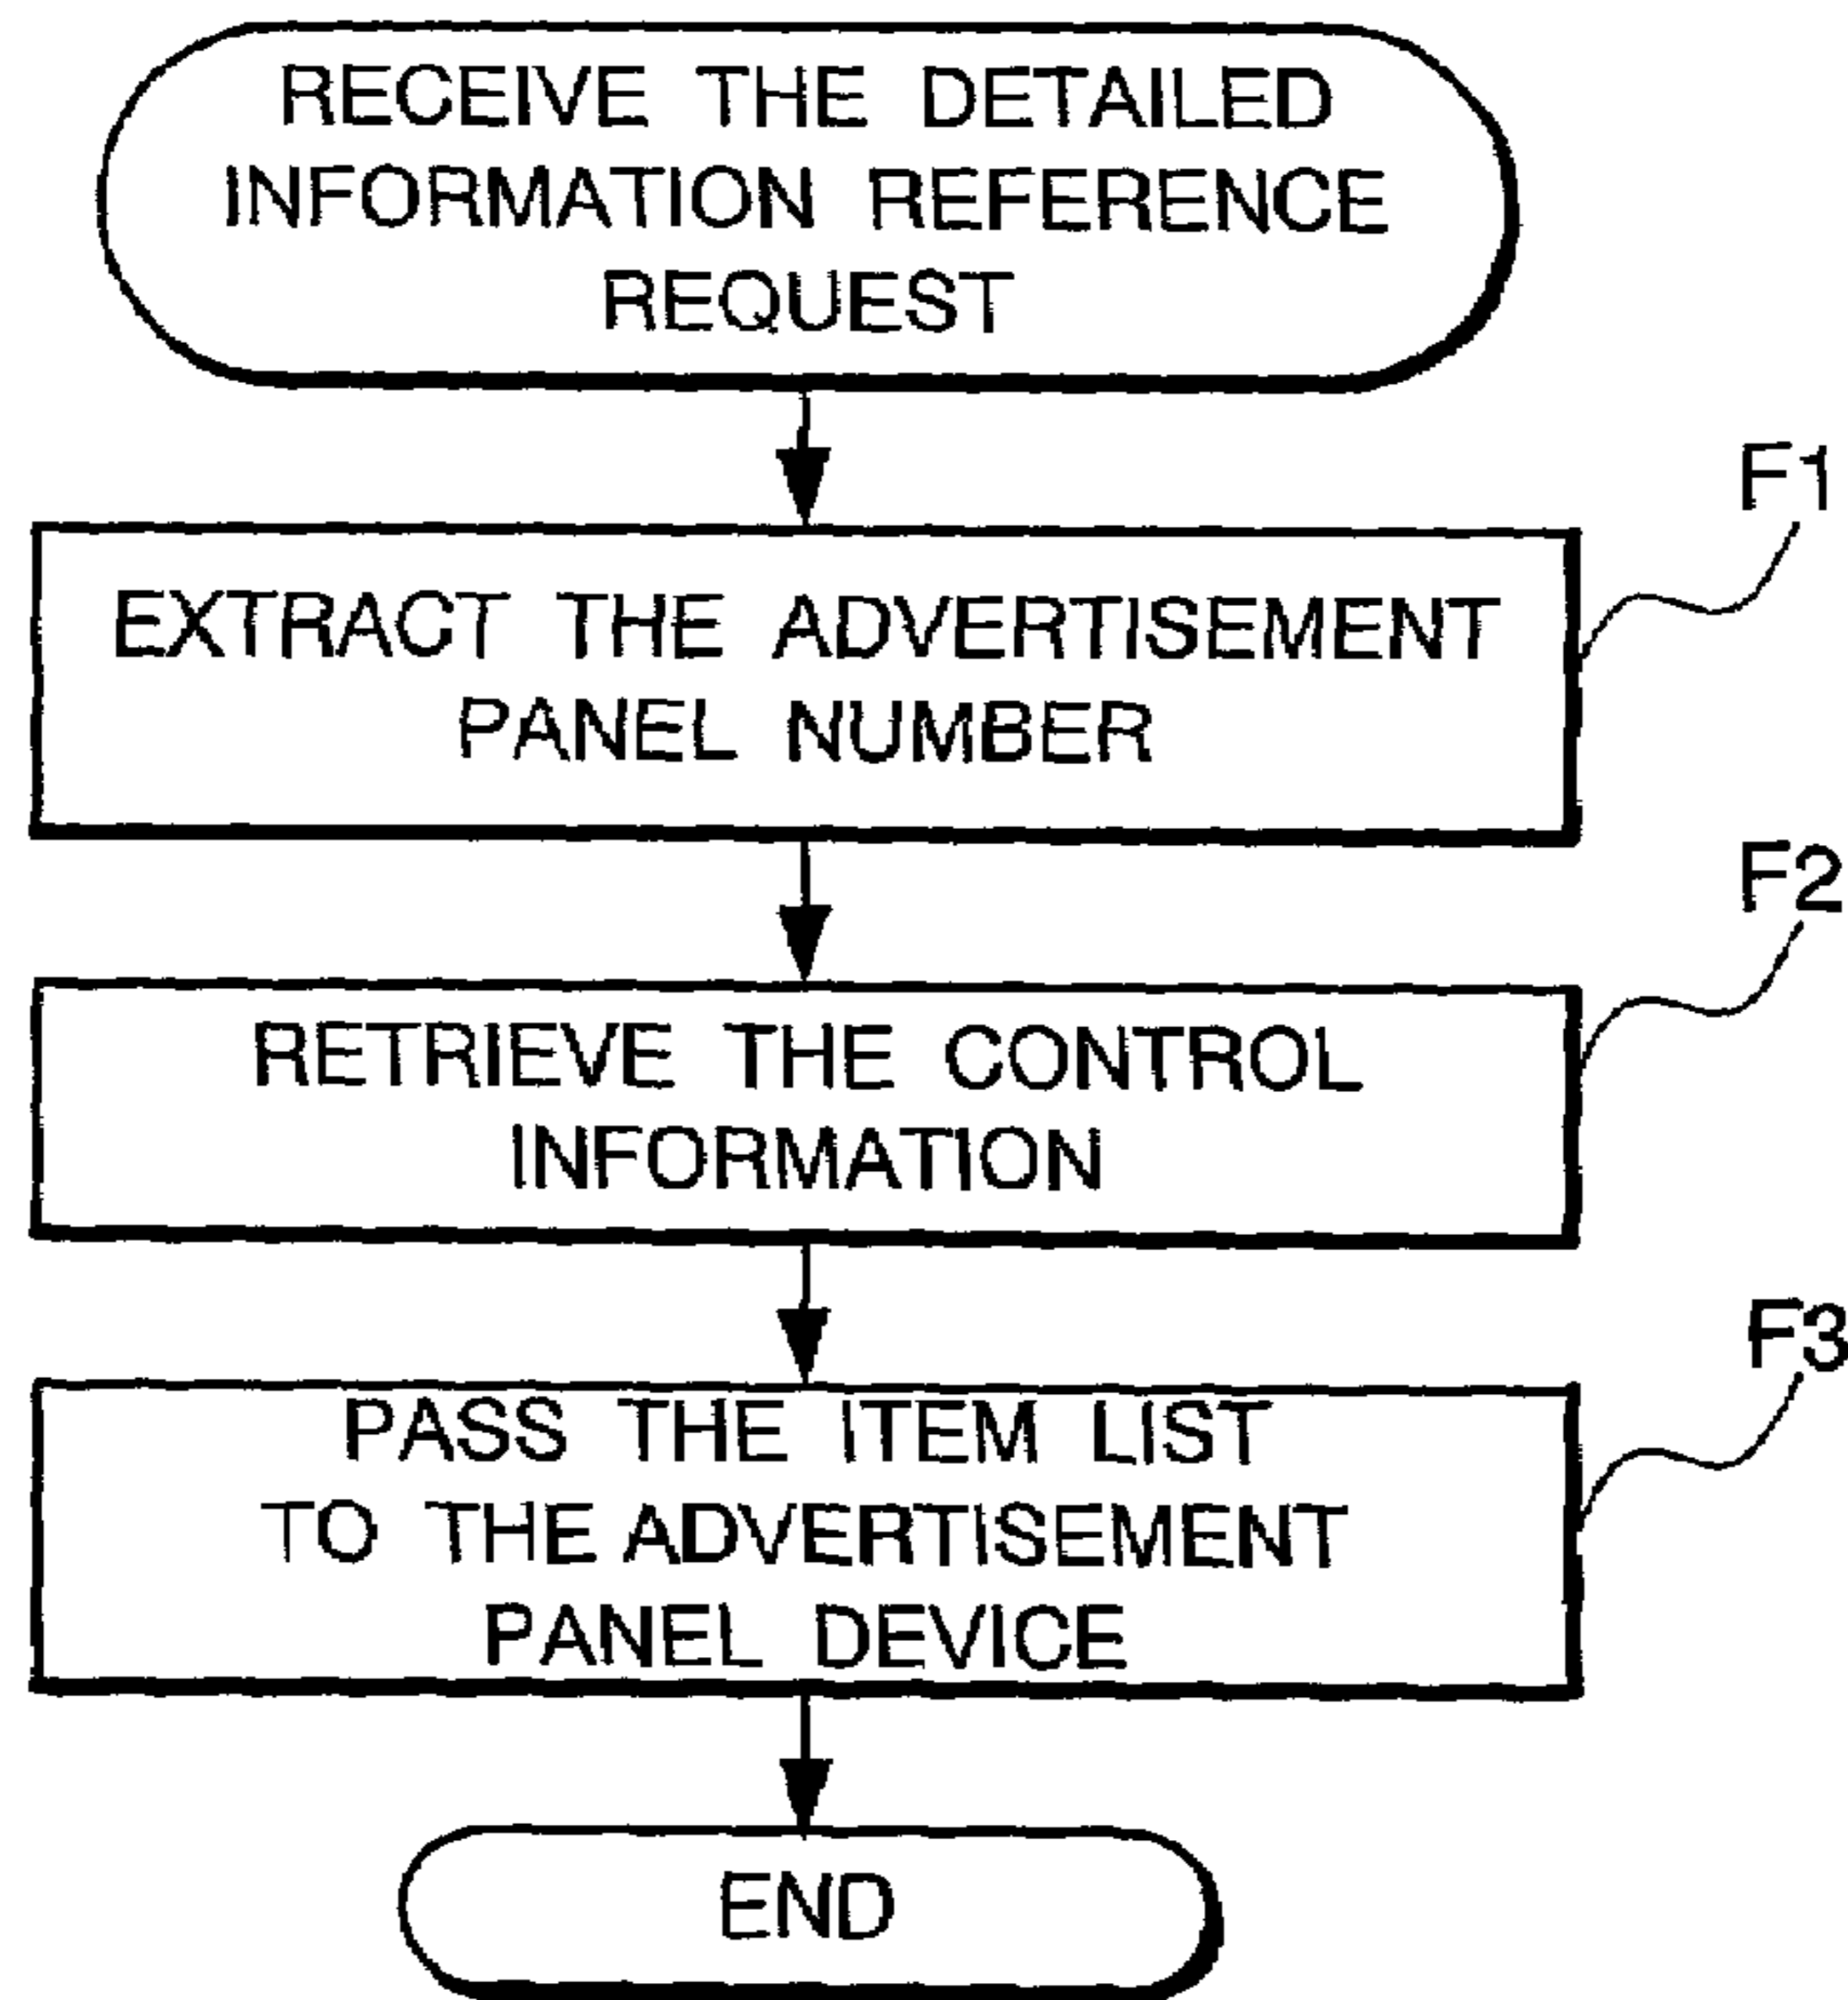 RECEIVE THE DETAILED
INFORMATION REFERENCE
REQUEST
F1
EXTRACT THE ADVERTISEMENT
PANEL NUMBER
F2
RETRIEVE THE CONTROL
INFORMATION
F3
PASS THE ITEM LIST
TO THE ADVERTISEMENT
PANEL DEVICE
END